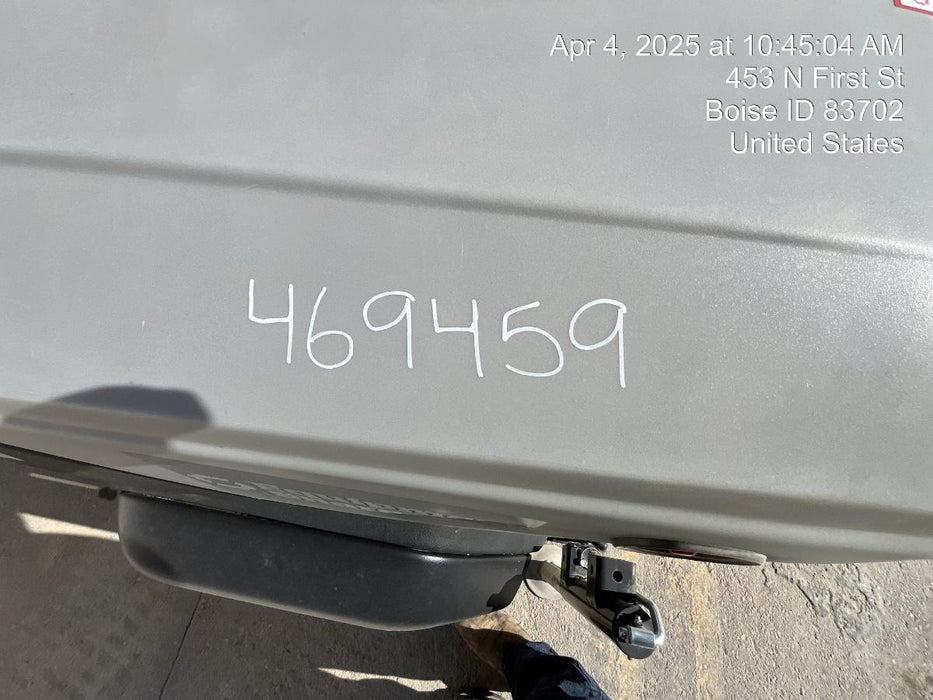 Apr 4, 2025 at 10:45:04 AM
453 N First St
Boise ID 83702
United States
469459